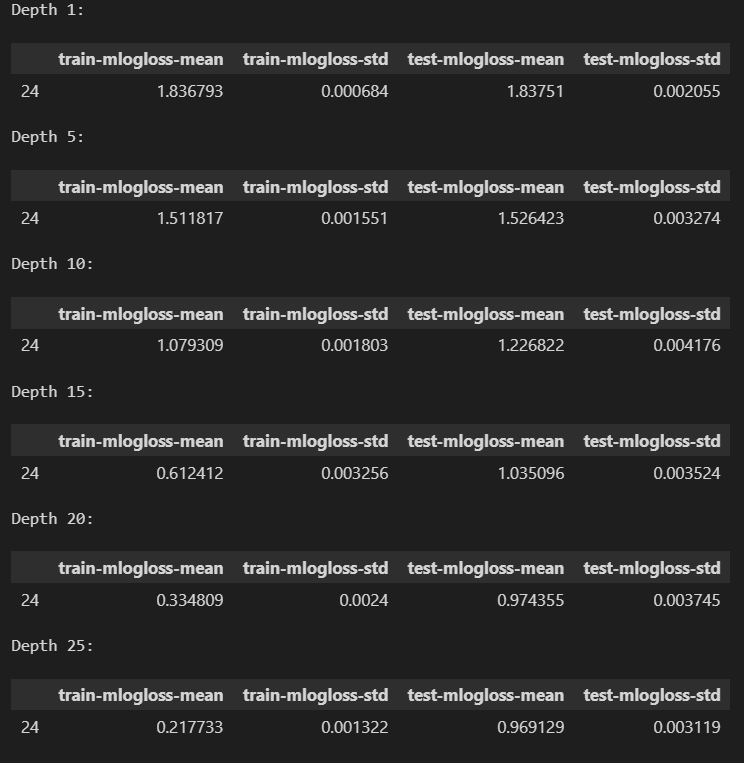 Depth 1:
train-mlogloss-mean train-mlogloss-std test-mlogloss-mean test-mlogloss-std
24 1.836793 0.000684 1.83751 0.002055
Depth 5:
train-mlogloss-mean train-mlogloss-std test-mlogloss-mean test-mlogloss-std
24 1.511817 0.001551 1.526423 0.003274
Depth 10:
train-mlogloss-mean train-mlogloss-std test-mlogloss-mean test-mlogloss-std
24 1.079309 0.001803 1.226822 0.004176
Depth 15:
train-mlogloss-mean train-mlogloss-std test-mlogloss-mean test-mlogloss-std
24 0.612412 0.003256 1.035096 0.003524
Depth 20:
train-mlogloss-mean train-mlogloss-std test-mlogloss-mean test-mlogloss-std
24 0.334809 0.0024 0.974355 0.003745
Depth 25:
train-mlogloss-mean train-mlogloss-std test-mlogloss-mean test-mlogloss-std
24 0.217733 0.001322 0.969129 0.003119